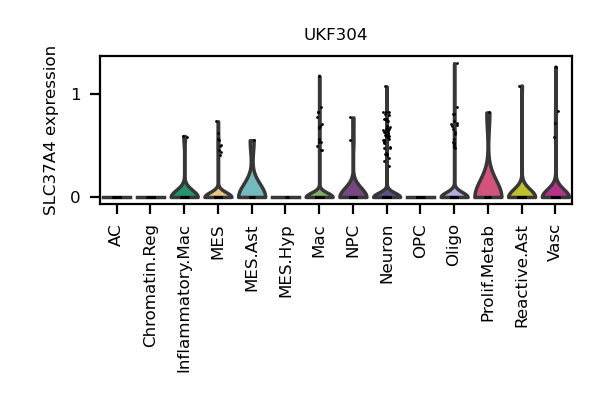 UKF304
SLC37A4 expression
1
0
AC
Chromatin.Reg
Inflammatory.Mac
MES
MES.Ast
MES.Hyp
Mac
NPC
Neuron
OPC
Oligo
Prolif.Metab
Reactive.Ast
Vasc